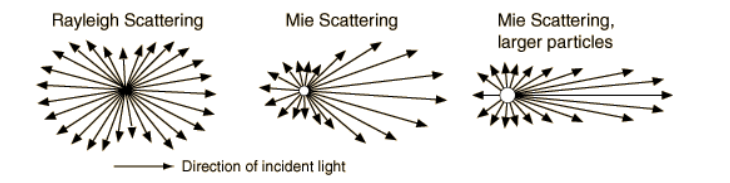 Rayleigh Scattering
Mie Scattering
Mie Scattering,
larger particles
Direction of incident light